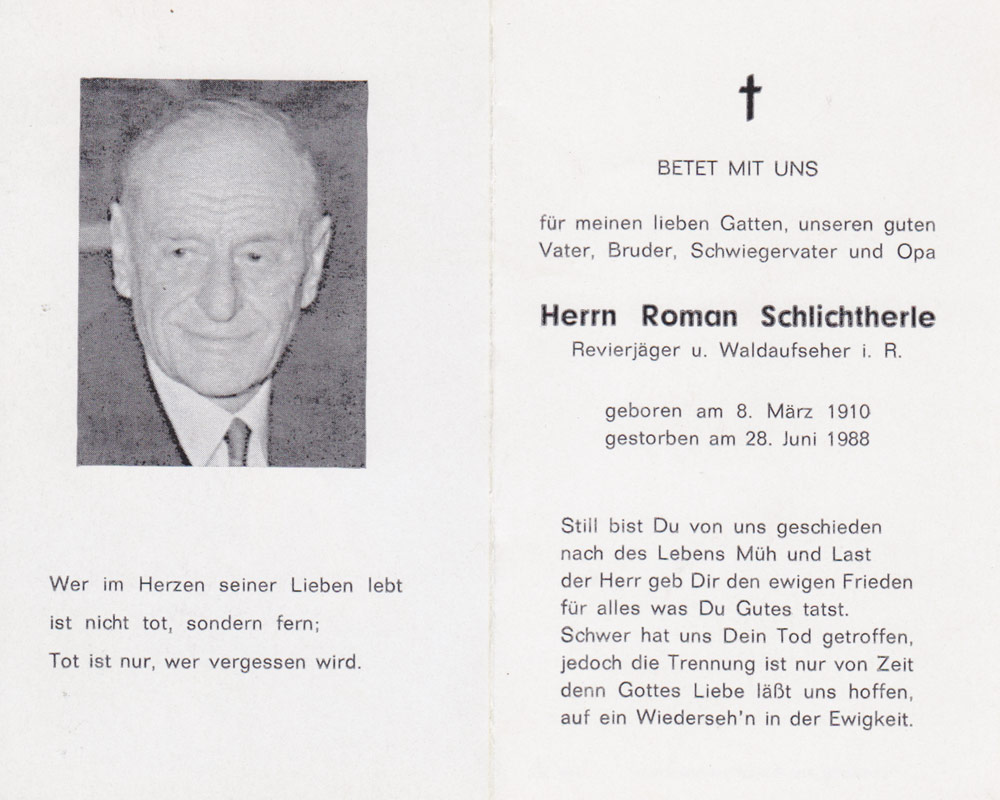 Wer im Herzen seiner Lieben lebt
ist nicht tot, sondern fern;
Tot ist nur, wer vergessen wird.
BETET MIT UNS
für meinen lieben Gatten, unseren guten
Vater, Bruder, Schwiegervater und Opa
Herrn Roman Schlichtherle
Revierjäger u. Waldaufseher i. R.
geboren am 8. März 1910
gestorben am 28. Juni 1988
Still bist Du von uns geschieden
nach des Lebens Müh und Last
der Herr geb Dir den ewigen Frieden
für alles was Du Gutes tatst.
Schwer hat uns Dein Tod getroffen,
jedoch die Trennung ist nur von Zeit
denn Gottes Liebe läßt uns hoffen,
auf ein Wiederseh'n in der Ewigkeit.